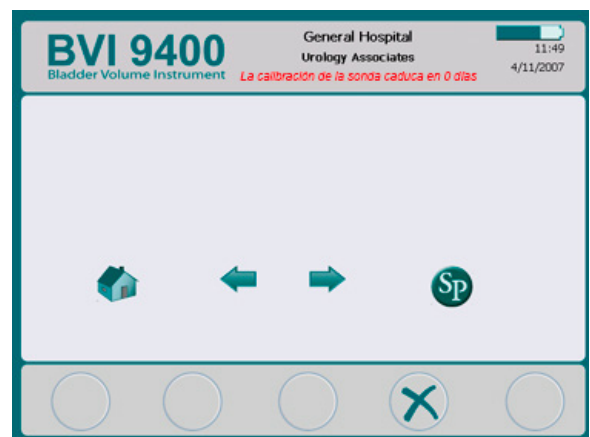 BVI 9400
Bladder Volume Instrument
General Hospital
Urology Associates
La calibración de la sonda caduca en 0 días
11:49
4/11/2007
SP